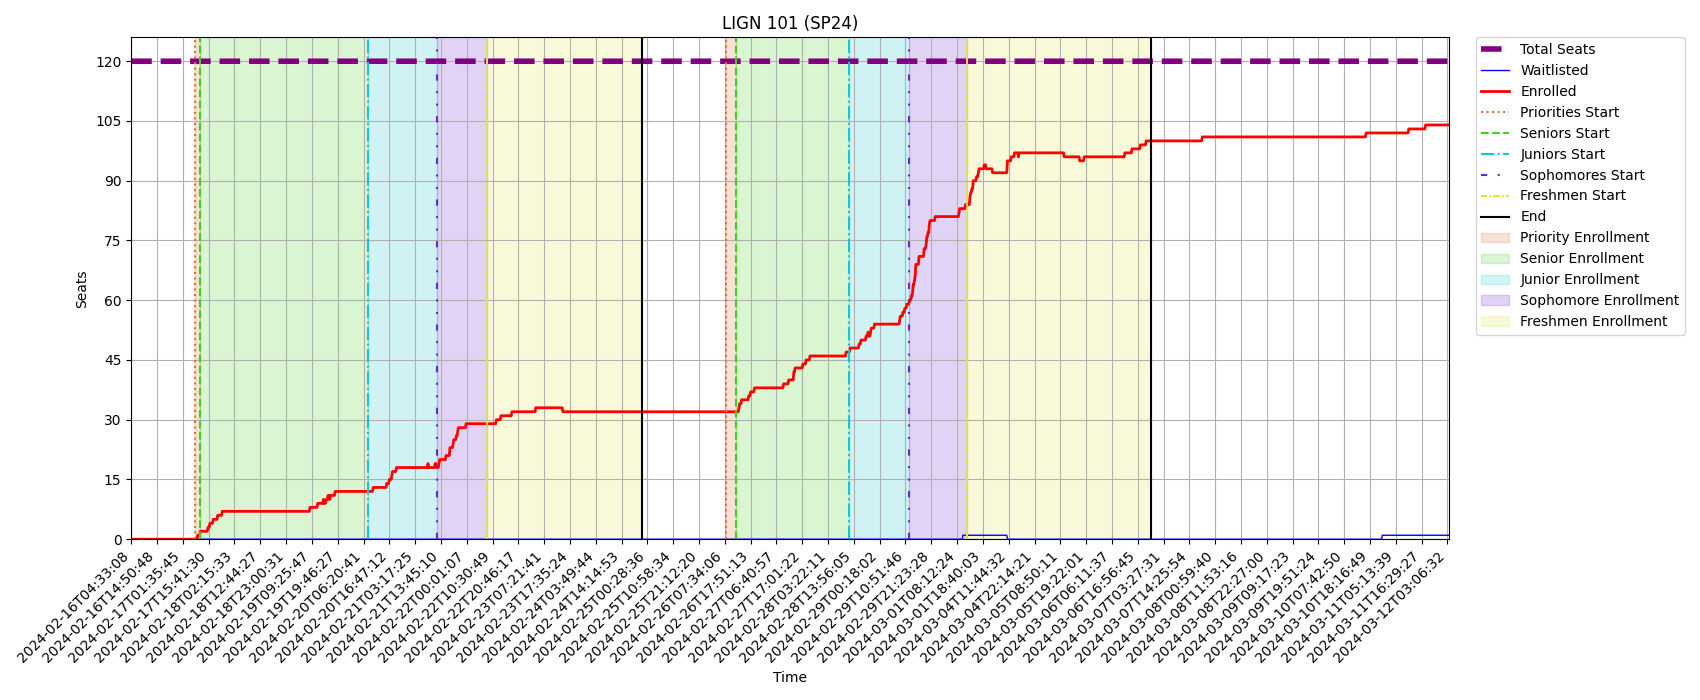 LIGN 101 (SP24)
Seats
120
105
90
75
60
45
30
15
0
2024-02-16T04:33:08
2024-02-16T14:50:48
2024-02-17T01:35:45
2024-02-17T15:41:30
2024-02-18T02:15:33
2024-02-18T12:44:27
2024-02-18T23:00:31
2024-02-19T09:25:47
2024-02-19T19:46:27
2024-02-20T06:20:41
2024-02-20T16:47:12
2024-02-21T03:17:25
2024-02-21T13:45:10
2024-02-22T00:01:07
2024-02-22T10:30:49
2024-02-22T20:46:17
2024-02-23T07:21:41
2024-02-23T17:35:24
2024-02-24T03:49:44
2024-02-24T14:14:53
2024-02-25T00:28:36
2024-02-25T10:58:34
2024-02-25T21:12:20
2024-02-26T07:34:06
2024-02-26T17:51:13
2024-02-27T06:40:57
2024-02-27T17:01:22
2024-02-28T03:22:11
2024-02-28T13:56:05
2024-02-29T00:18:02
2024-02-29T10:51:46
2024-02-29T21:23:28
2024-03-01T08:12:24
2024-03-01T18:40:03
2024-03-04T11:44:32
2024-03-04T22:14:21
2024-03-05T08:50:11
2024-03-05T19:22:01
2024-03-06T06:11:37
2024-03-06T16:56:45
2024-03-07T03:27:31
2024-03-07T14:25:54
2024-03-08T00:59:40
2024-03-08T11:53:16
2024-03-08T22:27:00
2024-03-09T09:17:23
2024-03-09T19:51:24
2024-03-10T07:42:50
2024-03-10T18:16:49
2024-03-11T05:13:39
2024-03-11T16:29:27
2024-03-12T03:06:32
Time
Total Seats
Waitlisted
Enrolled
Priorities Start
Seniors Start
Juniors Start
Sophomores Start
Freshmen Start
End
Priority Enrollment
Senior Enrollment
Junior Enrollment
Sophomore Enrollment
Freshmen Enrollment